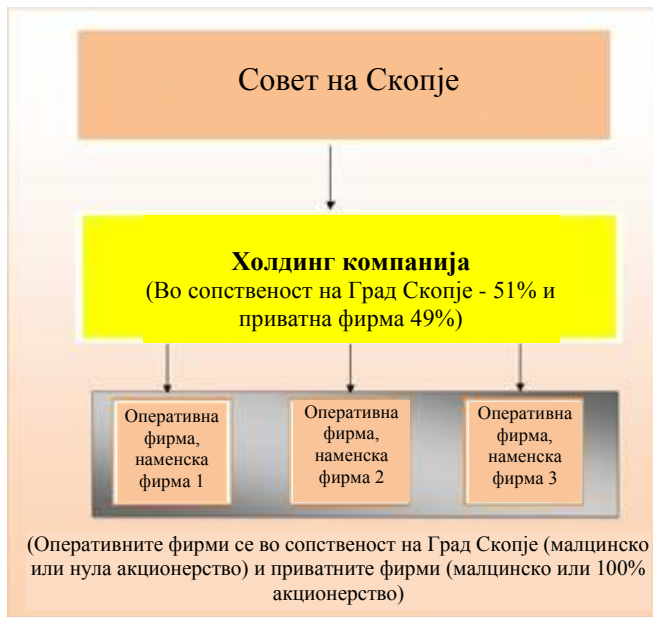 Совет на Скопје
Холдинг компанија
(Во сопственост на Град Скопје - 51% и
приватна фирма 49%)
Оперативна
фирма,
наменска
фирма 1
Оперативна
фирма,
наменска
фирма 2
Оперативна
фирма,
наменска
фирма 3
(Оперативните фирми се во сопственост на Град Скопје (малцинско
или нула акционерство) и приватните фирми (малцинско или 100%
акционерство)